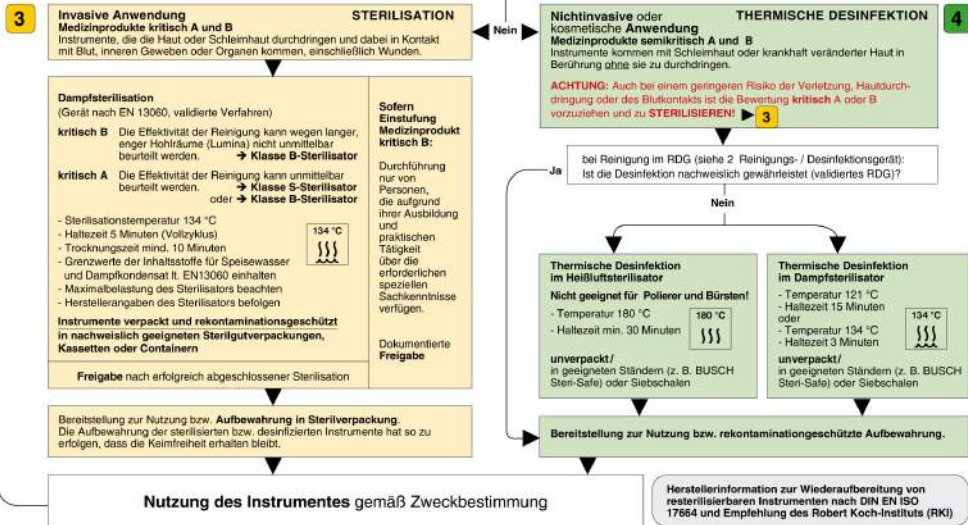 3
Invasive Anwendung STERILISATION
Medizinprodukte kritisch A und B
Instrumente, die die Haut oder Schleimhaut durchdringen und dabei in Kontakt
mit Blut, inneren Geweben oder Organen kommen, einschließlich Wunden.
Nein
Nichtinvasive oder THERMISCHE DESINFEKTION
kosmetische Anwendung
Medizinprodukte semikritisch A und B
Instrumente kommen mit Schleimhaut oder krankhaft veränderter Haut in
Berührung ohne sie zu durchdringen.
ACHTUNG: Auch bei einem geringeren Risiko der Verletzung, Hautdurch-
dringung oder des Blutkontakts ist die Bewertung kritisch A oder B
vorzuziehen und zu STERILISIEREN! 3
4
Dampfsterilisation
(Gerät nach EN 13060, validierte Verfahren)
kritisch B Die Effektivität der Reinigung kann wegen langer,
enger Hohlräume (Lumina) nicht unmittelbar
beurteilt werden. ➔ Klasse B-Sterilisator
kritisch A Die Effektivität der Reinigung kann unmittelbar
beurteilt werden. ➔ Klasse S-Sterilisator
oder ➔ Klasse B-Sterilisator
- Sterilisationstemperatur 134 °C
- Haltezeit 5 Minuten (Vollzyklus)
- Trocknungszeit mind. 10 Minuten
- Grenzwerte der Inhaltsstoffe für Speisewasser
und Dampfkondensat lt. EN13060 einhalten
- Maximalbelastung des Sterilisators beachten
- Herstellerangaben des Sterilisators befolgen
134 °C
Instrumente verpackt und rekontaminationsgeschützt
in nachweislich geeigneten Sterilgutverpackungen,
Kassetten oder Containern
Freigabe nach erfolgreich abgeschlossener Sterilisation
Sofern
Einstufung
Medizinprodukt
kritisch B:
Durchführung
nur von
Personen,
die aufgrund
ihrer Ausbildung
und
praktischen
Tätigkeit
über die
erforderlichen
speziellen
Sachkenntnisse
verfügen.
Dokumentierte
Freigabe
Ja
bei Reinigung im RDG (siehe 2 Reinigungs- / Desinfektionsgerät):
Ist die Desinfektion nachweislich gewährleistet (validiertes RDG)?
Nein
Thermische Desinfektion
im Heißluftsterilisator
Nicht geeignet für Polierer und Bürsten!
- Temperatur 180 °C
- Haltezeit min. 30 Minuten
180 °C
unverpackt/
in geeigneten Ständern (z. B. BUSCH
Steri-Safe) oder Siebschalen
Thermische Desinfektion
im Dampfsterilisator
- Temperatur 121 °C
- Haltezeit 15 Minuten
oder
- Temperatur 134 °C
- Haltezeit 3 Minuten
134 °C
unverpackt/
in geeigneten Ständern (z. B. BUSCH
Steri-Safe) oder Siebschalen
Bereitstellung zur Nutzung bzw. Aufbewahrung in Sterilverpackung.
Die Aufbewahrung der sterilisierten bzw. desinfizierten Instrumente hat so zu
erfolgen, dass die Keimfreiheit erhalten bleibt.
Bereitstellung zur Nutzung bzw. rekontaminationgeschützte Aufbewahrung.
Nutzung des Instrumentes gemäß Zweckbestimmung
Herstellerinformation zur Wiederaufbereitung von
resterilisierbaren Instrumenten nach DIN EN ISO
17664 und Empfehlung des Robert Koch-Instituts (RKI)